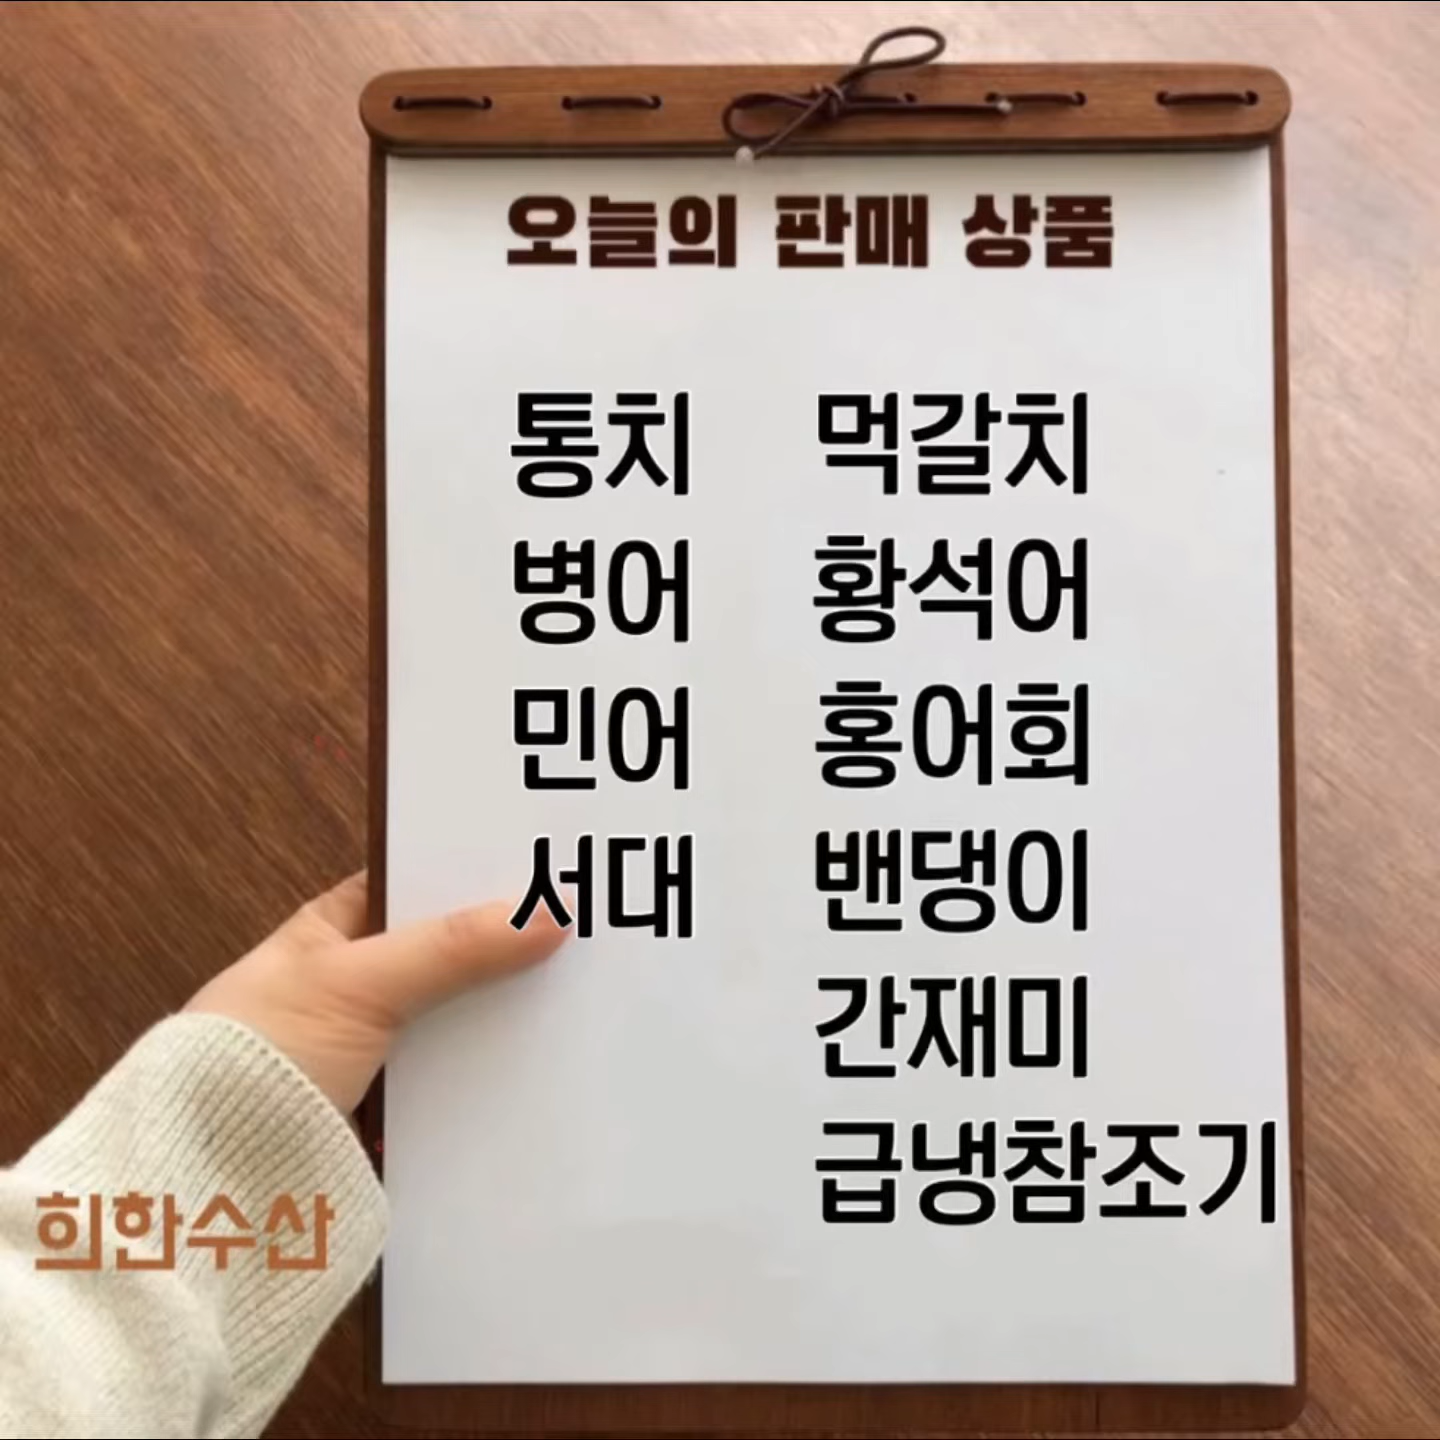 오늘의 판매 상품
통치 먹갈치
병어 황석어
민어 홍어회
서대 밴댕이
간재미
급냉참조기
희한수산